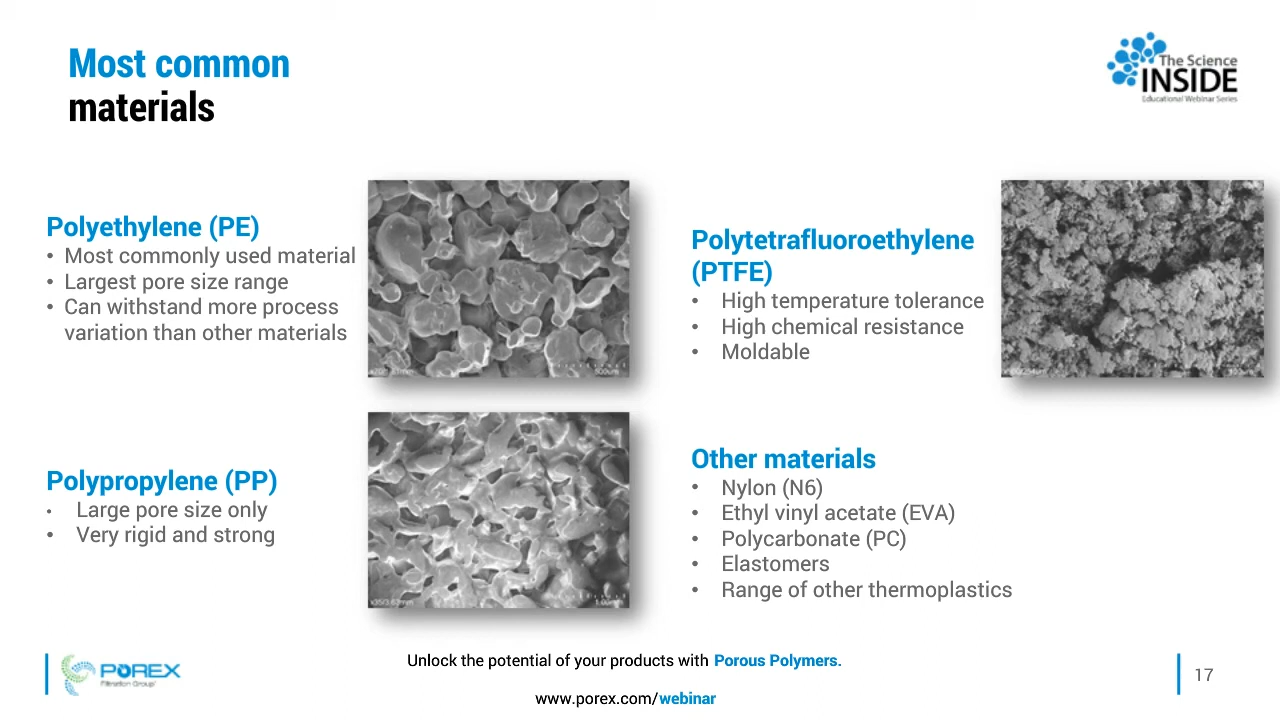 Most common
materials
The Science
INSIDE
Educational Webinar Series
Polyethylene (PE)
• Most commonly used material
• Largest pore size range
• Can withstand more process
variation than other materials
Polypropylene (PP)
• Large pore size only
• Very rigid and strong
Polytetrafluoroethylene
(PTFE)
• High temperature tolerance
• High chemical resistance
• Moldable
Other materials
• Nylon (N6)
• Ethyl vinyl acetate (EVA)
• Polycarbonate (PC)
• Elastomers
• Range of other thermoplastics
POREX
Filtration Group
Unlock the potential of your products with Porous Polymers.
www.porex.com/webinar
17